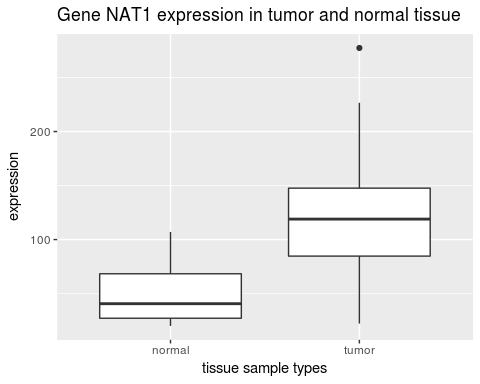 Gene NAT1 expression in tumor and normal tissue
expression
200
100
normal
tumor
tissue sample types